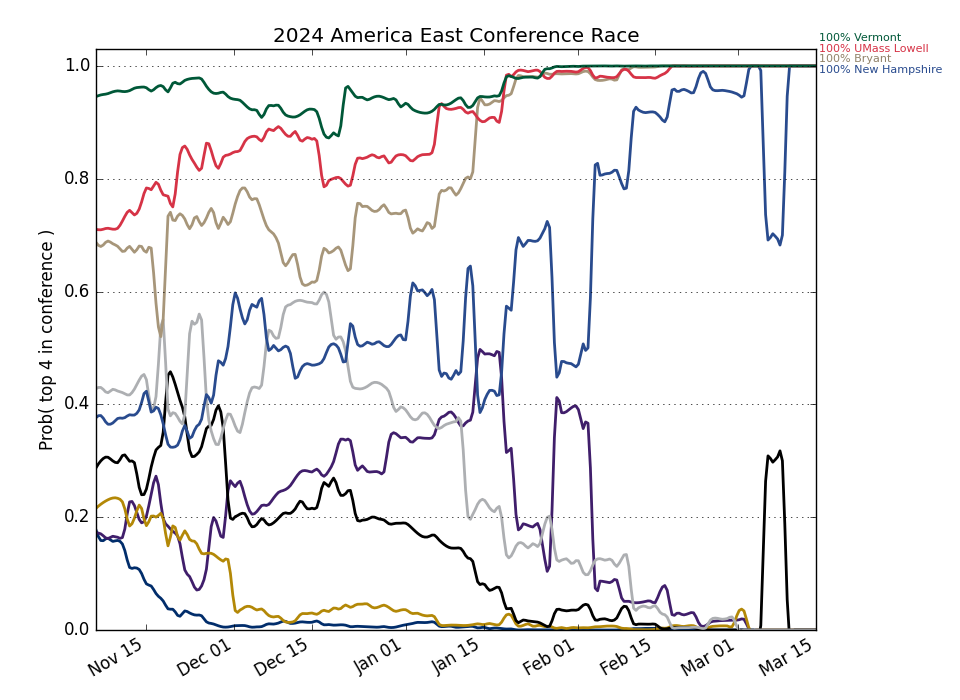 2024 America East Conference Race
100% Vermont
100% UMass Lowell
100% Bryant
100% New Hampshire
Prob( top 4 in conference )
1.0
0.8
0.6
0.4
0.2
0.0
Nov 15
Dec 01
Dec 15
Jan 01
Jan 15
Feb 01
Feb 15
Mar 01
Mar 15